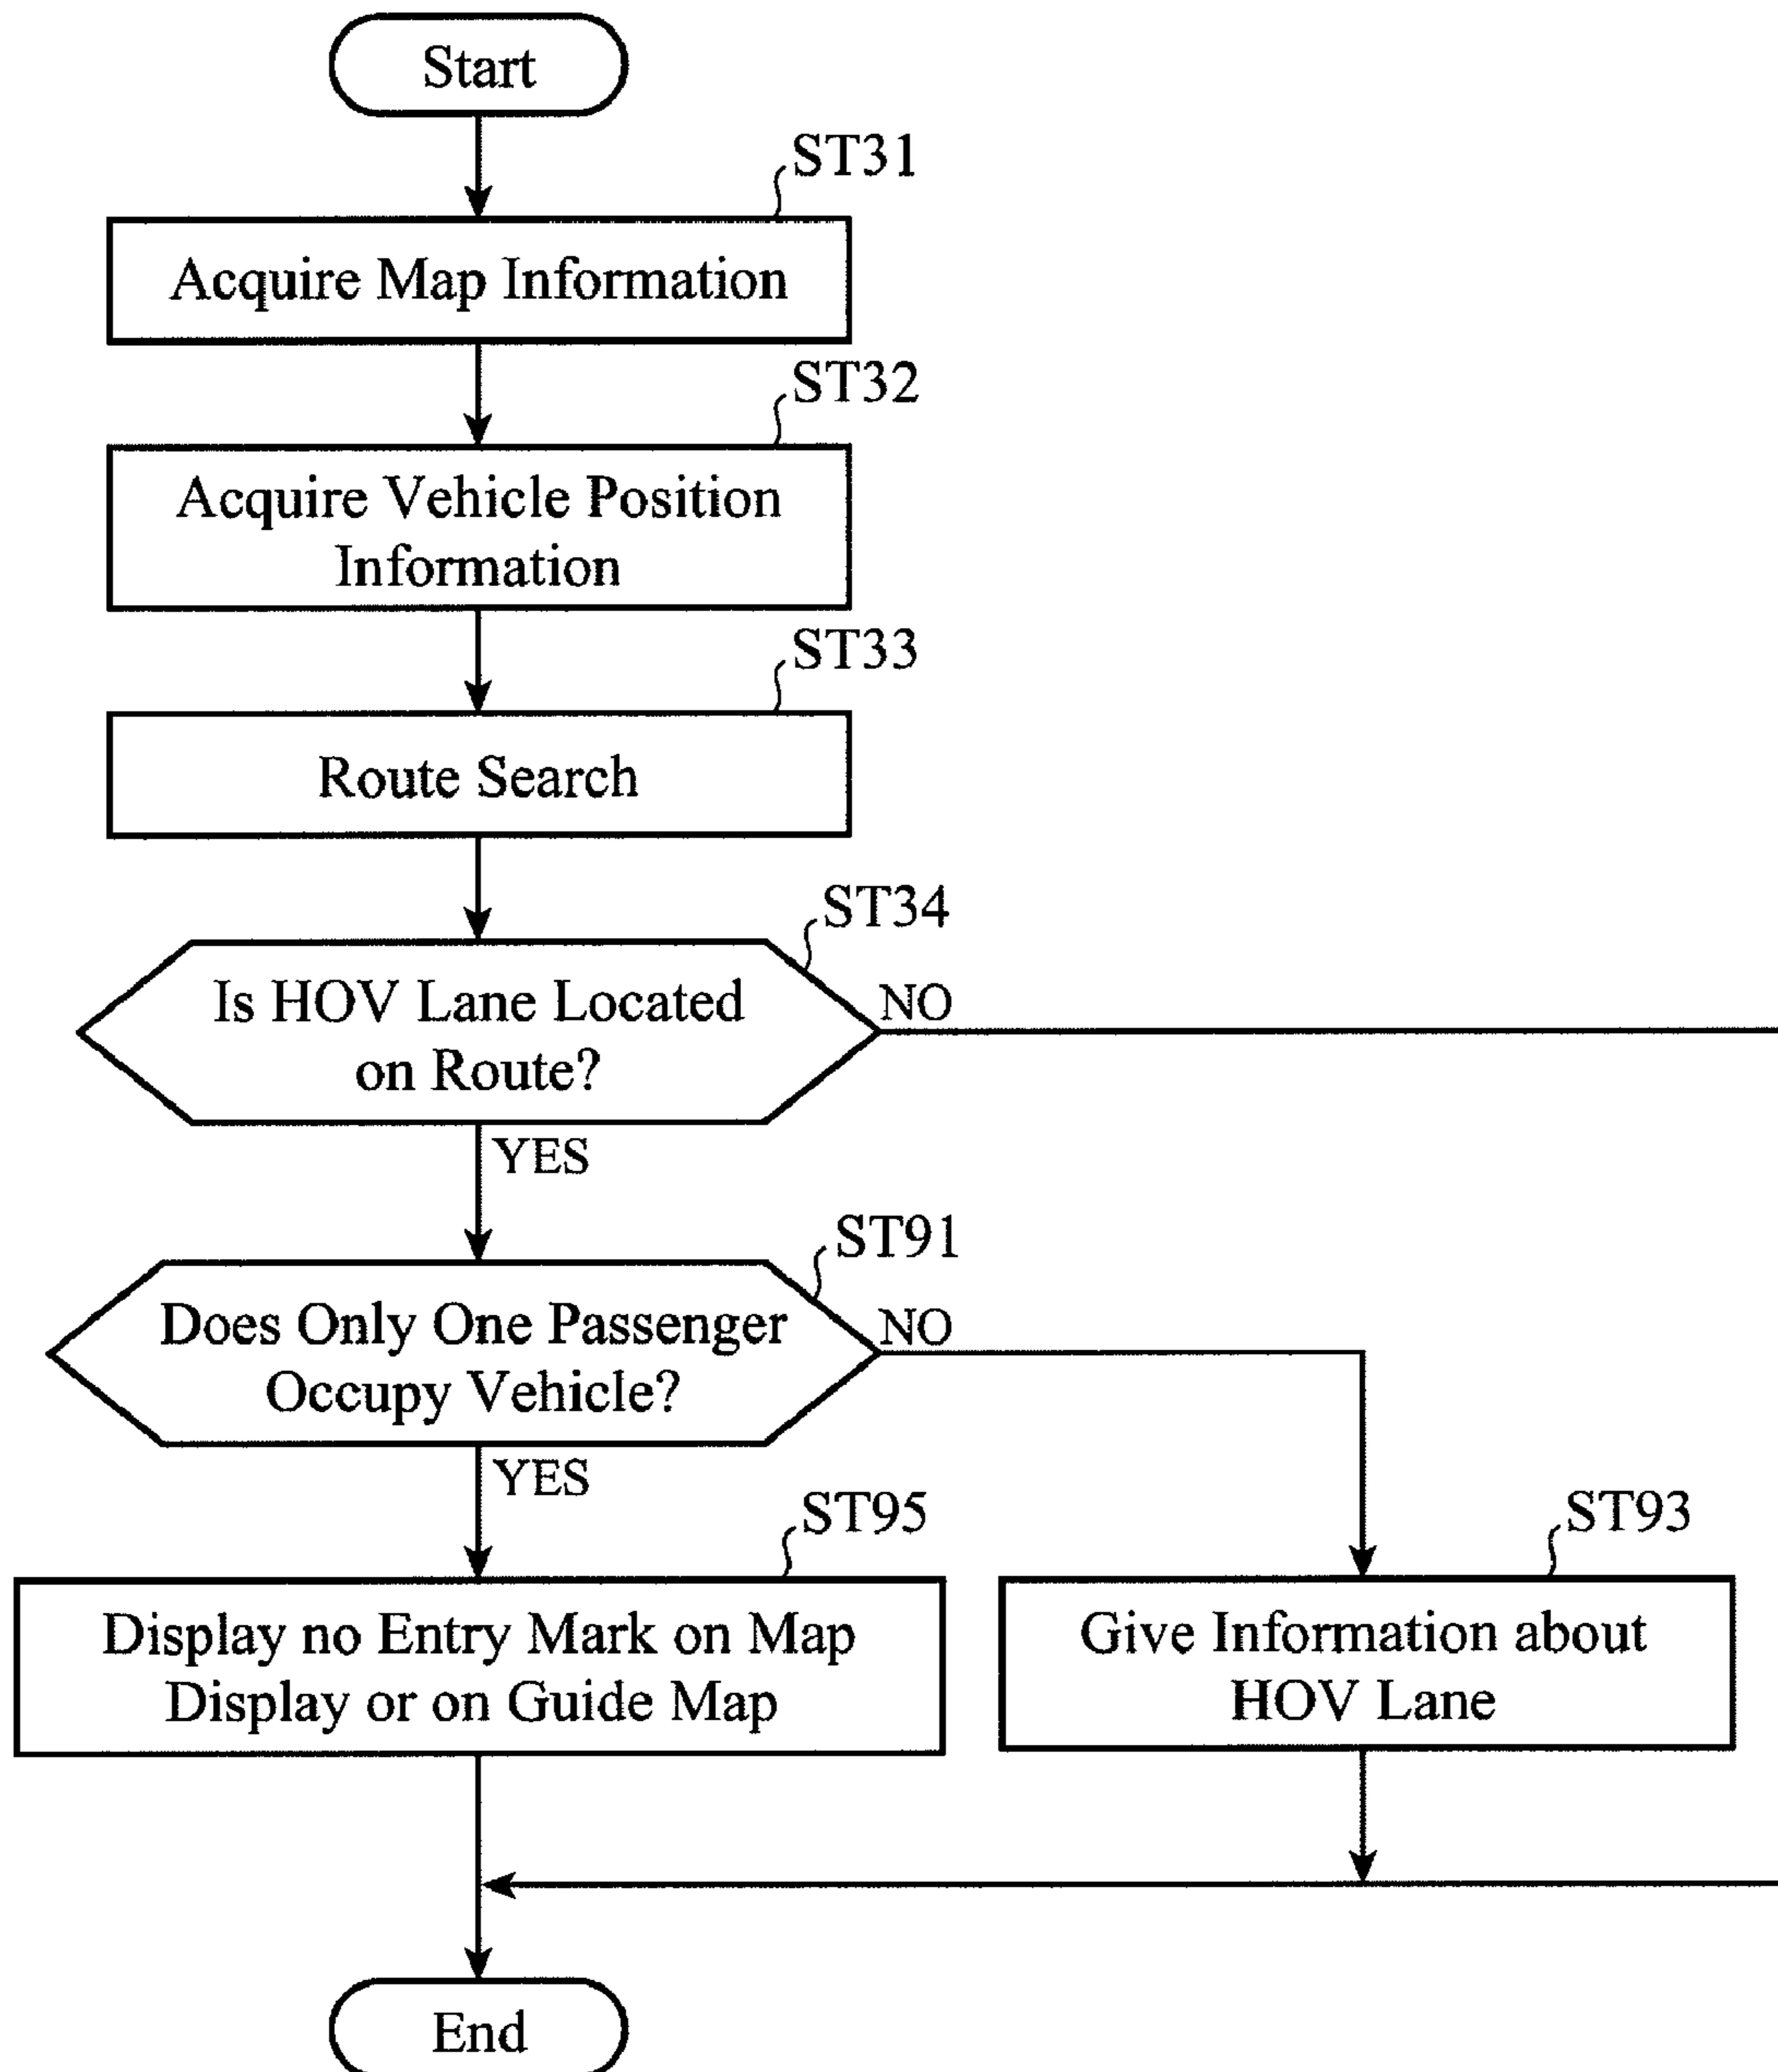 Start
ST31
Acquire Map Information
ST32
Acquire Vehicle Position
Information
ST33
Route Search
ST34
Is HOV Lane Located
on Route?
NO
YES
ST91
Does Only One Passenger
Occupy Vehicle?
NO
YES
ST95
Display no Entry Mark on Map
Display or on Guide Map
ST93
Give Information about
HOV Lane
End